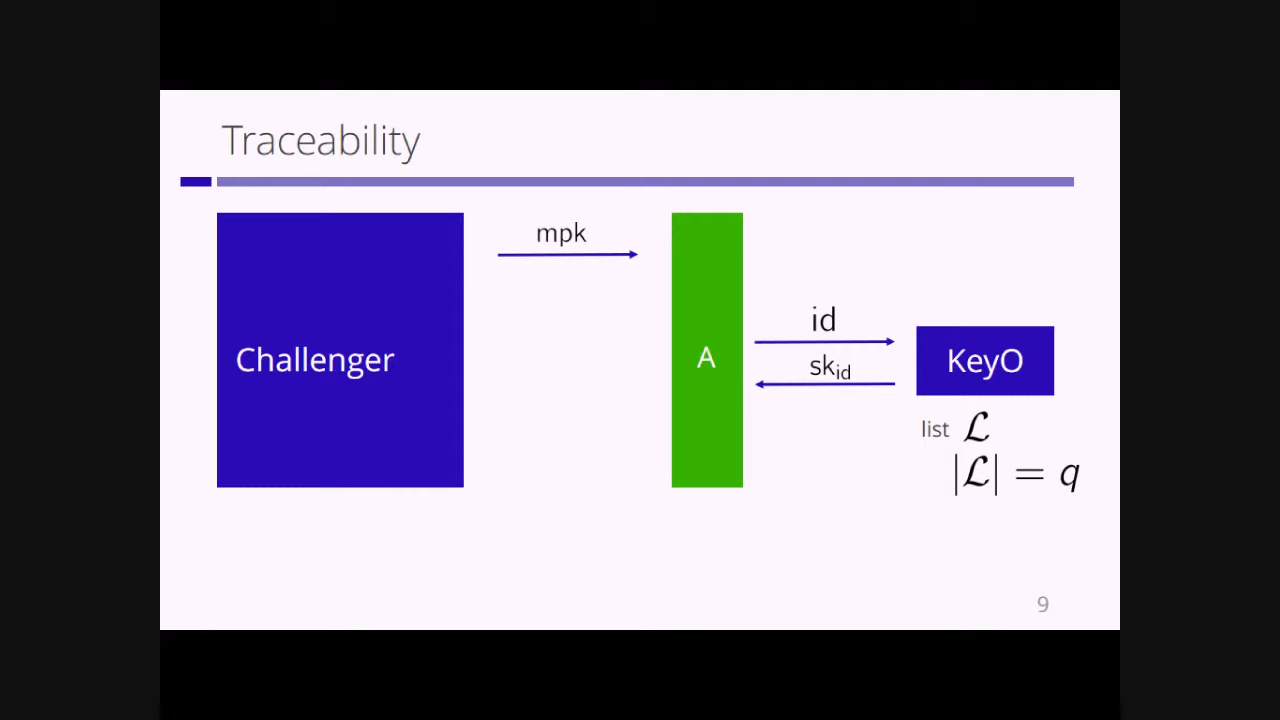 Traceability
mpk
Challenger
A
id
sk_id
KeyO
list ℒ
|ℒ| = q
9